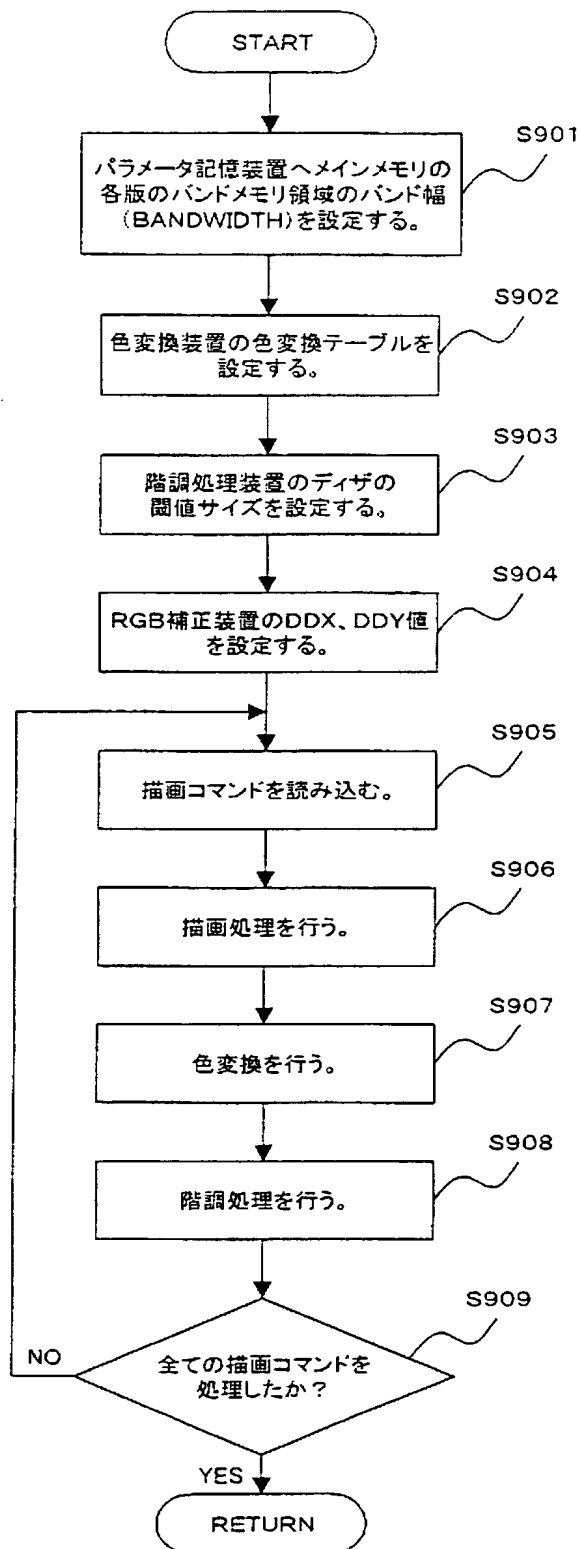 START
S901
パラメータ記憶装置へメインメモリの
各版のバンドメモリ領域のバンド幅
(BANDWIDTH)を設定する。
S902
色変換装置の色変換テーブルを
設定する。
S903
階調処理装置のディザの
閾値サイズを設定する。
S904
RGB補正装置のDDX、DDY値
を設定する。
S905
描画コマンドを読み込む。
S906
描画処理を行う。
S907
色変換を行う。
S908
階調処理を行う。
S909
全ての描画コマンドを
処理したか?
NO
YES
RETURN